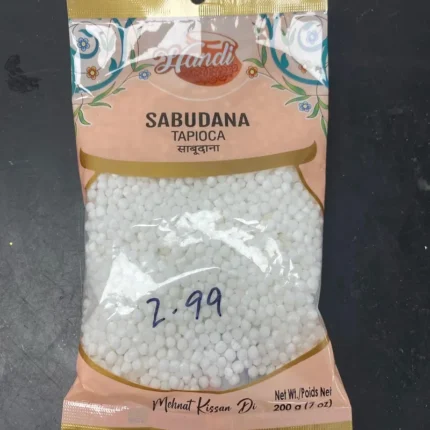 Handi
SABUDANA
TAPIOCA
साबूदाना
2.99
Mehnat Kissan Di
Net Wt./Poids Net
200 g (7 oz)